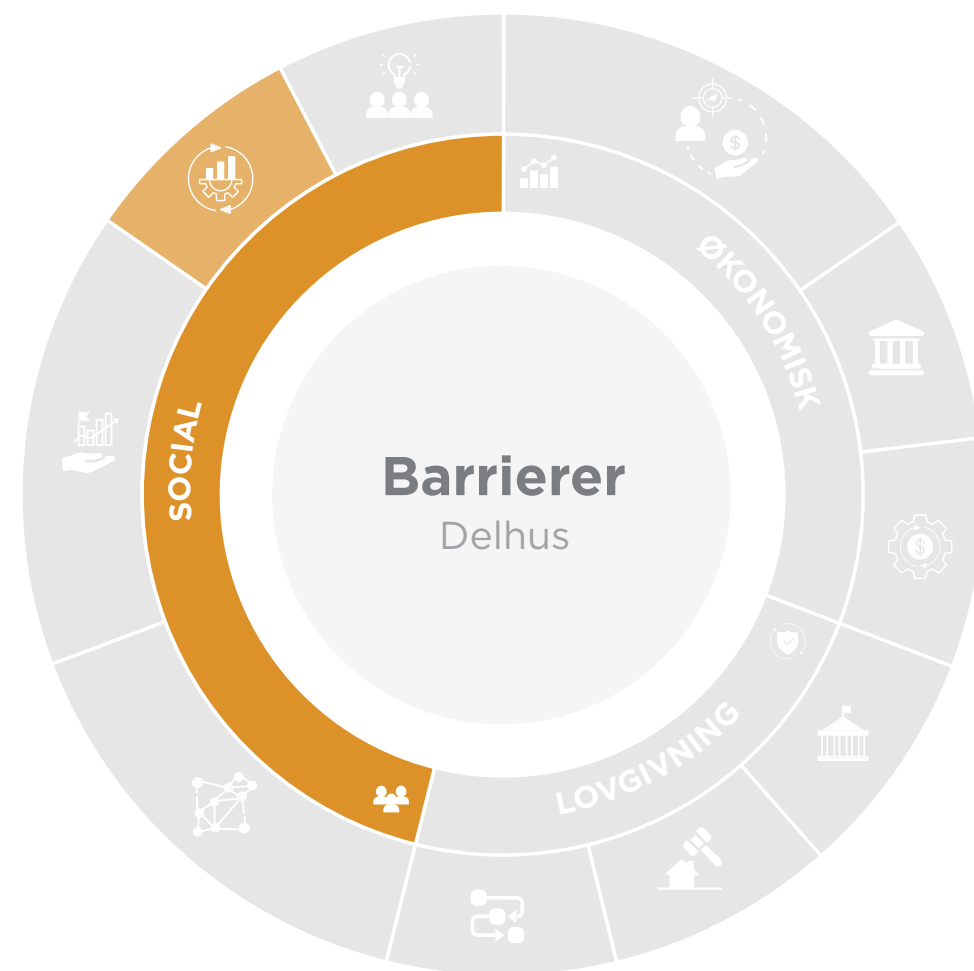 Barrierer
Delhus
SOCIAL
ØKONOMISK
LOVGIVNING
$
$